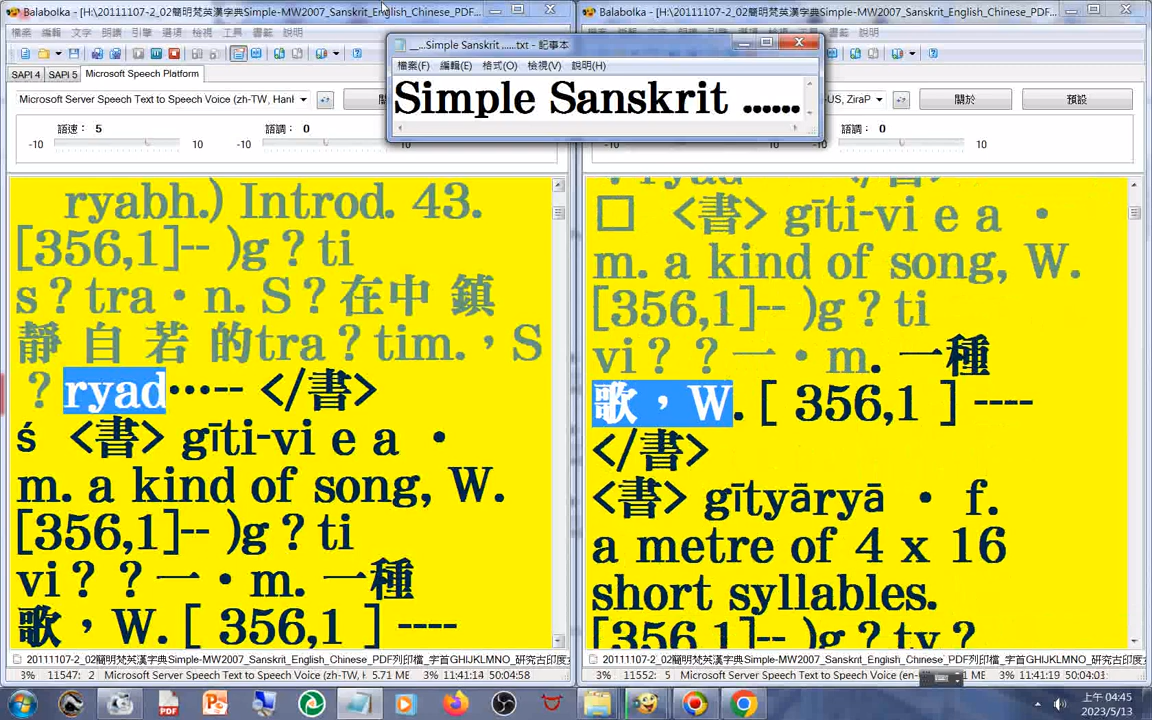 Balabolka - [H:\20111107-2_02簡明梵英漢字典Simple-MW2007_Sanskrit_English_Chinese_PDF...
檔案 編輯 文字 朗讀 引擎 選項 檢視 工具 書籤 說明
SAPI 4 SAPI 5 Microsoft Speech Platform
Microsoft Server Speech Text to Speech Voice (zh-TW, HanH
語速： 5 語調： 0
-10 10 -10 10
ryabh.) Introd. 43.
[356,1]-- )g？ti
s？tra‧n. S？在中 鎮
靜 自 若 的tra？tim.，S
？ryad…-- </書>
ś <書> gīti-vi e a ‧
m. a kind of song, W.
[356,1]-- )g？ti
vi？？一‧m. 一種
歌，W. [ 356,1 ] ----
20111107-2_02簡明梵英漢字典Simple-MW2007_Sanskrit_English_Chinese_PDF列印檔_字首GHIJKLMNO_研究古印度
3% 11547: 2 Microsoft Server Speech Text to Speech Voice (zh-TW, H 5.71 ME 3% 11:41:14 50:04:58
__...Simple Sanskrit ......txt - 記事本
檔案(F) 編輯(E) 格式(O) 檢視(V) 說明(H)
Simple Sanskrit ......
Balabolka - [H:\20111107-2_02簡明梵英漢字典Simple-MW2007_Sanskrit_English_Chinese_PDF...
-US, ZiraP 關於 預設
語調： 0
-10 10
□ <書> gīti-vi e a ‧
m. a kind of song, W.
[356,1]-- )g？ti
vi？？一‧m. 一種
歌，W. [ 356,1 ] ----
</書>
<書> gītyāryā ‧ f.
a metre of 4 x 16
short syllables.
[356,1]-- )g？ty？
20111107-2_02簡明梵英漢字典Simple-MW2007_Sanskrit_English_Chinese_PDF列印檔_字首GHIJKLMNO_研究古印度
3% 11552: 5 Microsoft Server Speech Text to Speech Voice (en-U 3% 11:41:19 50:04:0
上午 04:45
2023/5/13